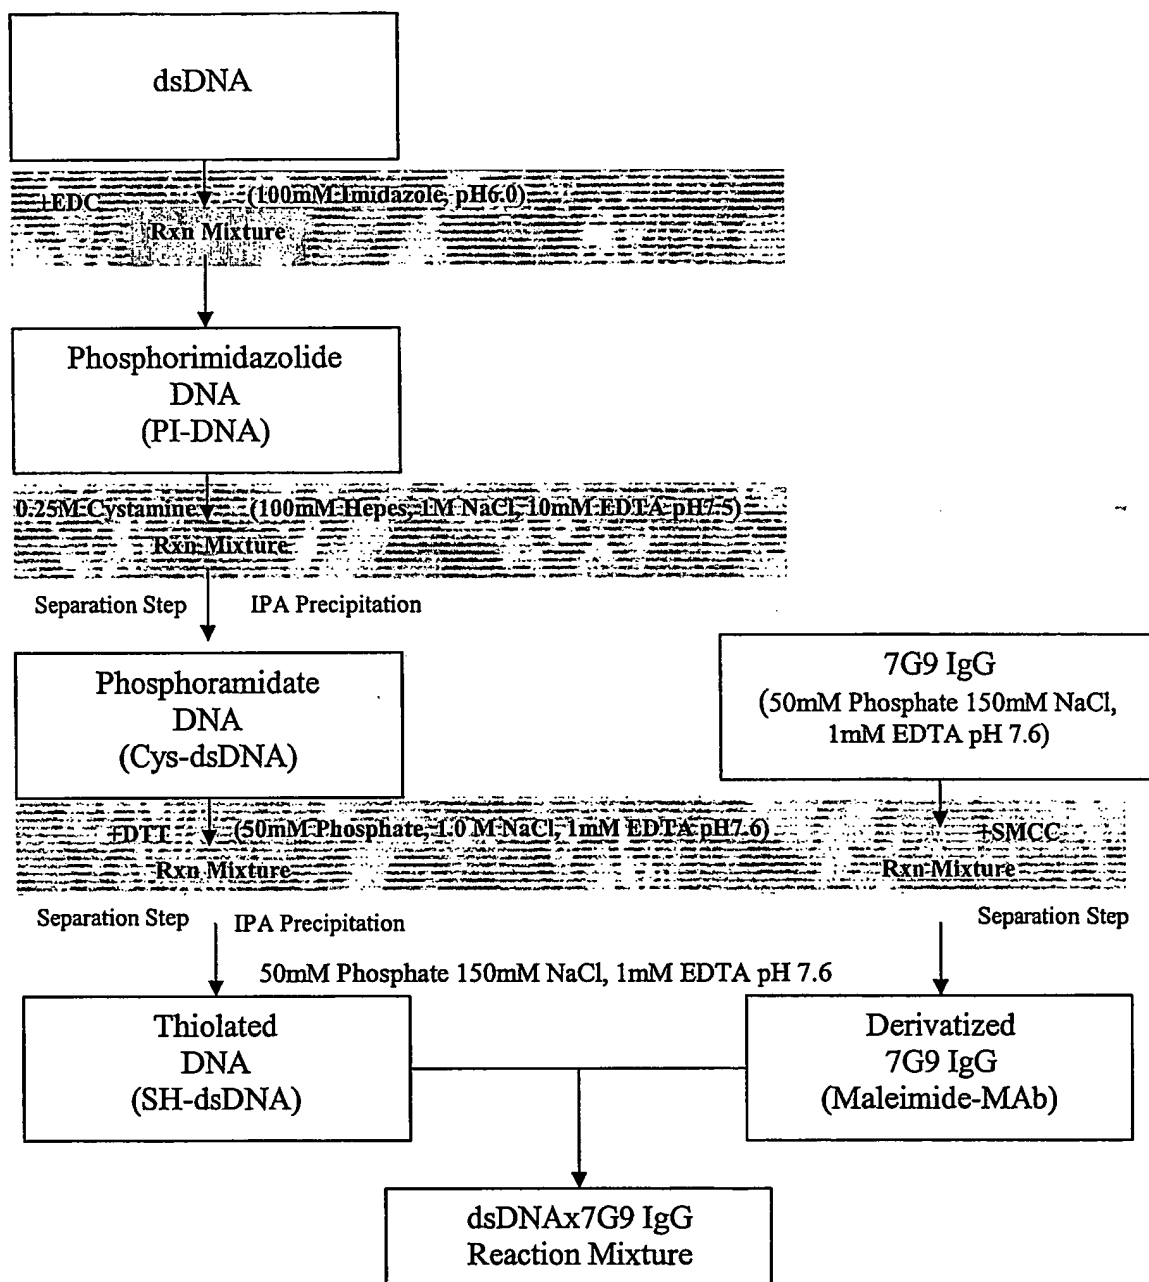 dsDNA
+EDC (100mM Imidazole, pH6.0)
Rxn Mixture
Phosphorimidazolide
DNA
(PI-DNA)
0.25M Cystamine (100mM Hepes, 1M NaCl, 10mM EDTA pH7.5)
Rxn Mixture
Separation Step IPA Precipitation
Phosphoramidate
DNA
(Cys-dsDNA)
7G9 IgG
(50mM Phosphate 150mM NaCl,
1mM EDTA pH 7.6)
+DTT (50mM Phosphate, 1.0 M NaCl, 1mM EDTA pH7.6)
Rxn Mixture
+SMCC
Rxn Mixture
Separation Step IPA Precipitation
Separation Step
50mM Phosphate 150mM NaCl, 1mM EDTA pH 7.6
Thiolated
DNA
(SH-dsDNA)
Derivatized
7G9 IgG
(Maleimide-MAb)
dsDNAx7G9 IgG
Reaction Mixture